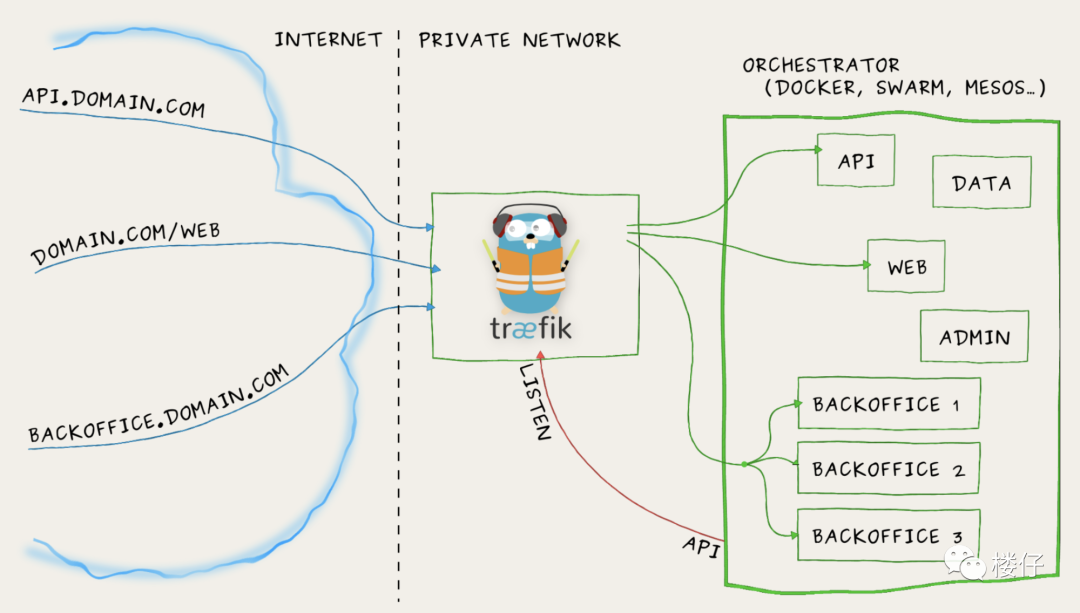 INTERNET
PRIVATE NETWORK
ORCHESTRATOR
(DOCKER, SWARM, MESOS...)
API.DOMAIN.COM
DOMAIN.COM/WEB
BACKOFFICE.DOMAIN.COM
træfik
LISTEN
API
API
DATA
WEB
ADMIN
BACKOFFICE 1
BACKOFFICE 2
BACKOFFICE 3
楼仔